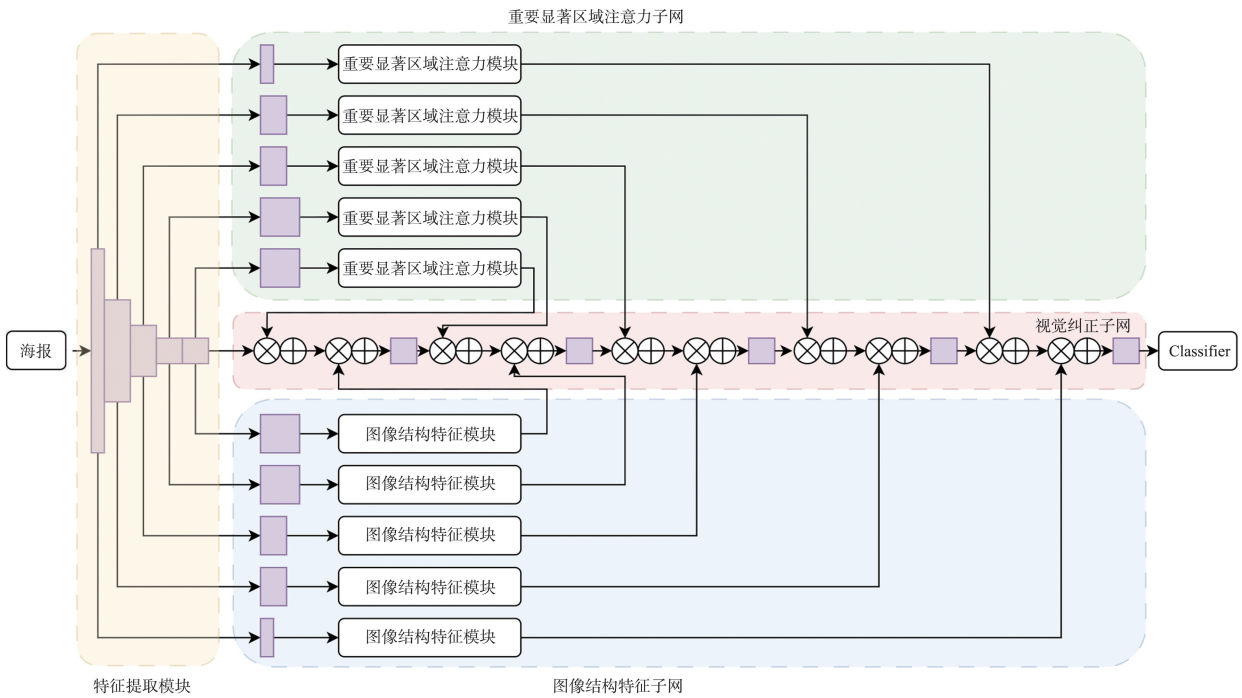 重要显著区域注意力子网
重要显著区域注意力模块
重要显著区域注意力模块
重要显著区域注意力模块
重要显著区域注意力模块
重要显著区域注意力模块
视觉纠正子网
海报
Classifier
图像结构特征模块
图像结构特征模块
图像结构特征模块
图像结构特征模块
图像结构特征模块
特征提取模块
图像结构特征子网